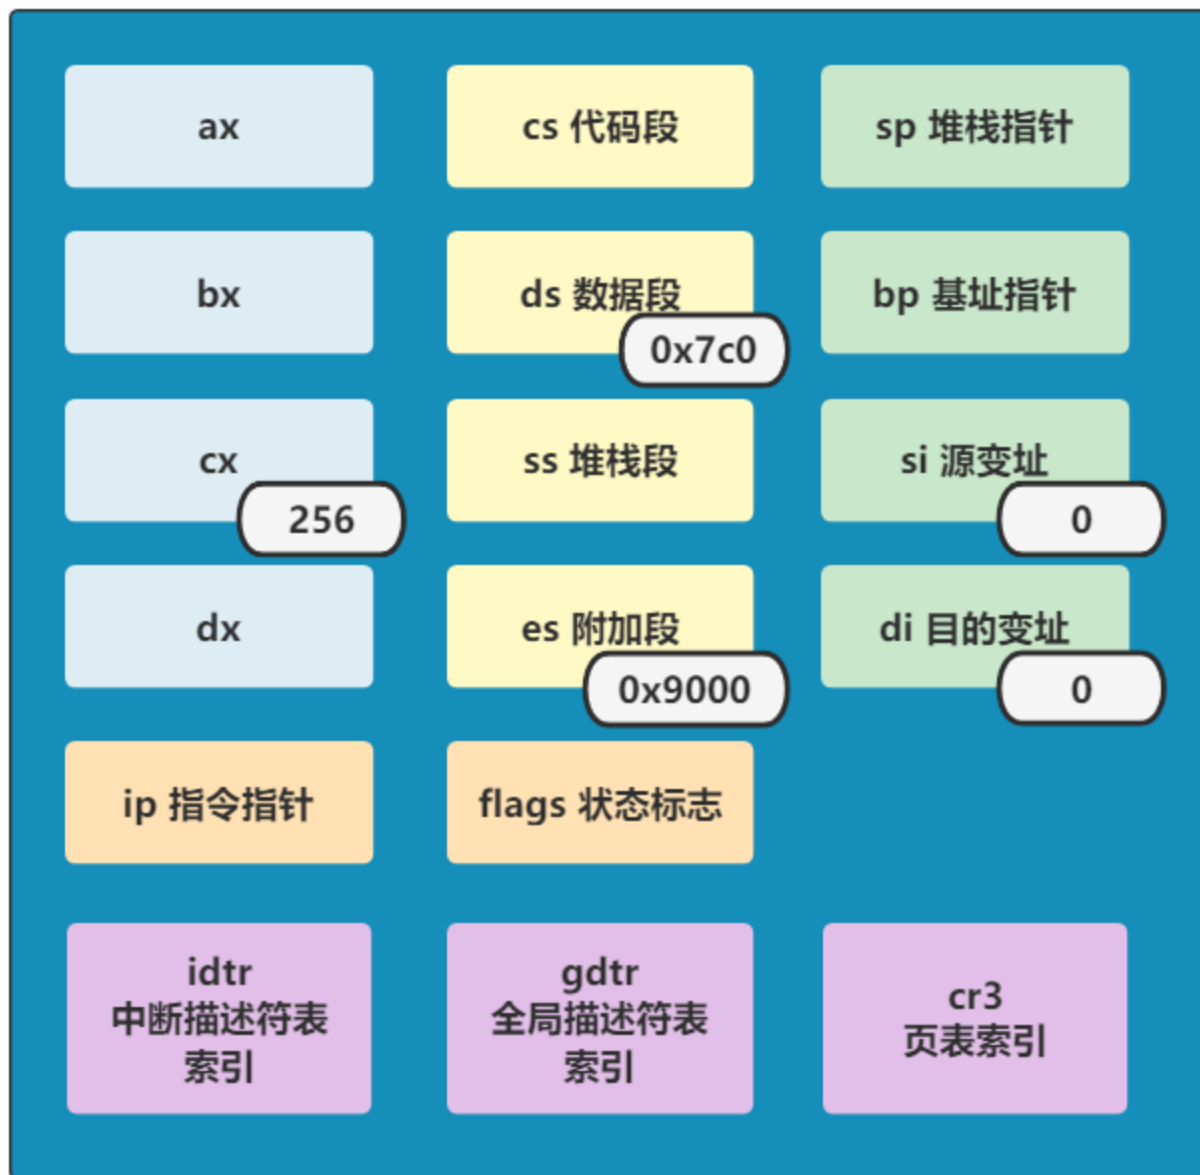 ax
cs 代码段
sp 堆栈指针
bx
ds 数据段
0x7c0
bp 基址指针
cx
256
ss 堆栈段
si 源变址
0
dx
es 附加段
0x9000
di 目的变址
0
ip 指令指针
flags 状态标志
idtr
中断描述符表
索引
gdtr
全局描述符表
索引
cr3
页表索引